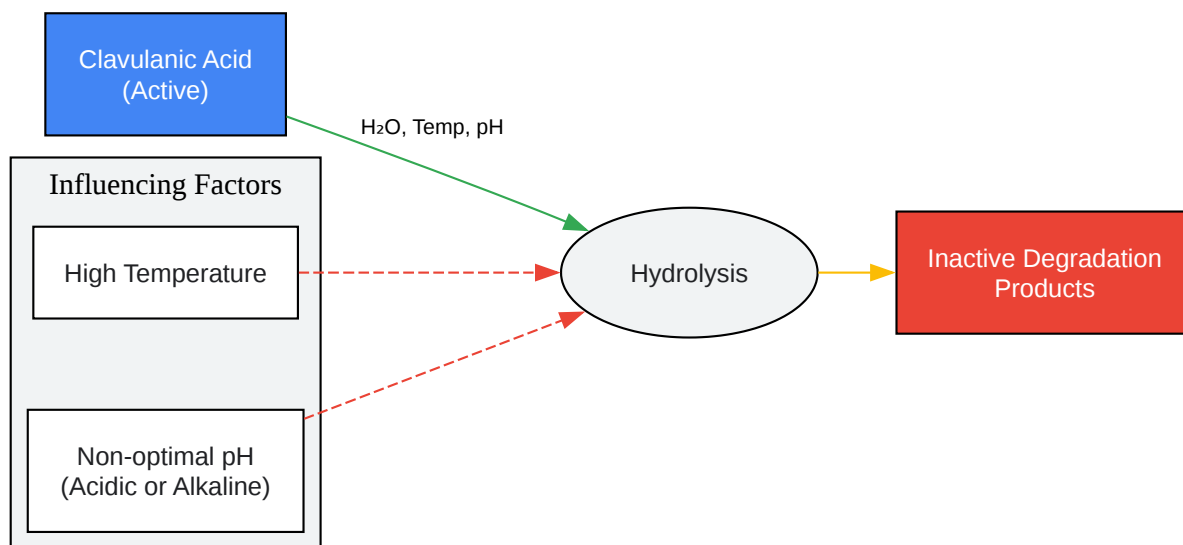 Clavulanic Acid
(Active)
H₂O, Temp, pH
Influencing Factors
High Temperature
Hydrolysis
Inactive Degradation
Products
Non-optimal pH
(Acidic or Alkaline)